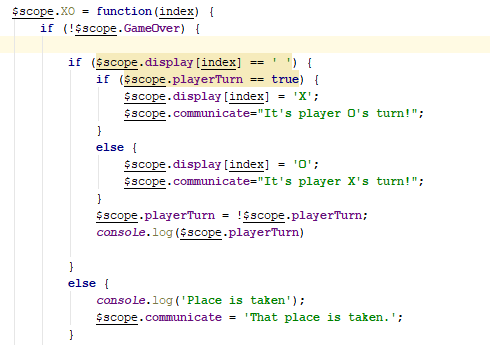 $scope.XO = function(index) {
if (!$scope.GameOver) {
if ($scope.display[index] == ' ') {
if ($scope.playerTurn == true) {
$scope.display[index] = 'X';
$scope.communicate="It's player O's turn!";
}
else {
$scope.display[index] = 'O';
$scope.communicate="It's player X's turn!";
}
$scope.playerTurn = !$scope.playerTurn;
console.log($scope.playerTurn)
}
else {
console.log('Place is taken');
$scope.communicate = 'That place is taken.';
}